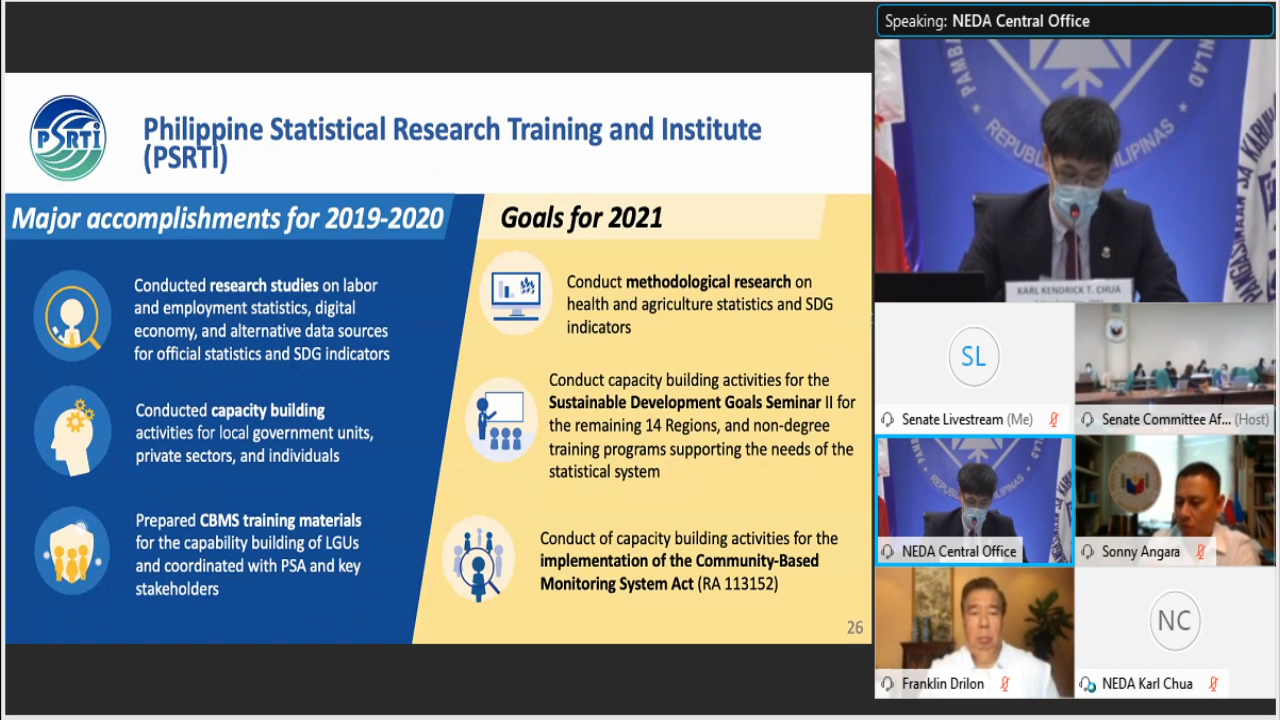 Speaking: NEDA Central Office
PSRTI
Philippine Statistical Research Training and Institute
(PSRTI)
Major accomplishments for 2019-2020
Conducted research studies on labor
and employment statistics, digital
economy, and alternative data sources
for official statistics and SDG indicators
Conducted capacity building
activities for local government units,
private sectors, and individuals
Prepared CBMS training materials
for the capability building of LGUs
and coordinated with PSA and key
stakeholders
Goals for 2021
Conduct methodological research on
health and agriculture statistics and SDG
indicators
Conduct capacity building activities for the
Sustainable Development Goals Seminar II for
the remaining 14 Regions, and non-degree
training programs supporting the needs of the
statistical system
Conduct of capacity building activities for the
implementation of the Community-Based
Monitoring System Act (RA 113152)
26
KARL KENDRICK T. CHUA
SL
Senate Livestream (Me)
Senate Committee Af... (Host)
NEDA Central Office
Sonny Angara
Franklin Drilon
NC
NEDA Karl Chua